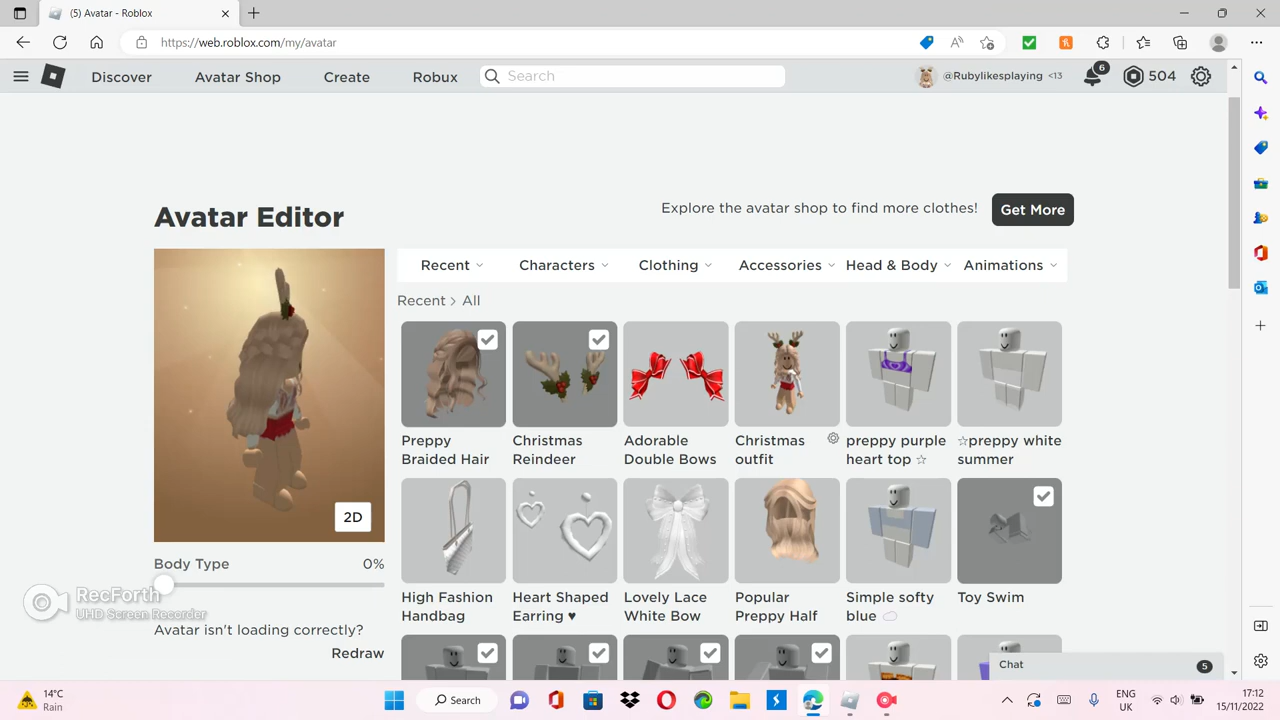 (5) Avatar - Roblox
https://web.roblox.com/my/avatar
Discover Avatar Shop Create Robux Search @Rubylikesplaying <13 6 504
Avatar Editor
Explore the avatar shop to find more clothes! Get More
Recent Characters Clothing Accessories Head & Body Animations
Recent > All
Preppy Braided Hair
Christmas Reindeer
Adorable Double Bows
Christmas outfit
preppy purple heart top ☆
☆preppy white summer
2D
High Fashion Handbag
Heart Shaped Earring ♥
Lovely Lace White Bow
Popular Preppy Half
Simple softy blue ☁
Toy Swim
Body Type 0%
RecForth
UHD Screen Recorder
Avatar isn't loading correctly?
Redraw
Chat 5
14°C
Rain
Search
ENG
UK
17:12
15/11/2022